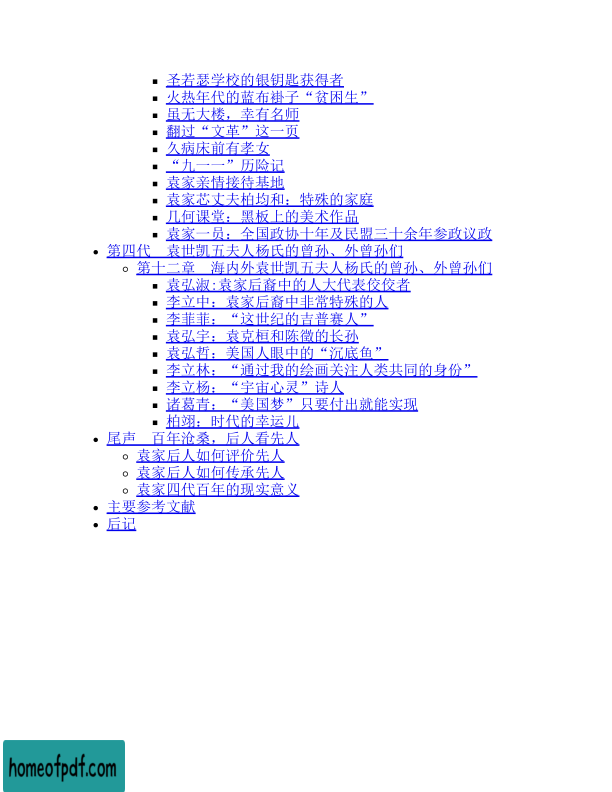 圣若瑟学校的银钥匙获得者
火热年代的蓝布褂子“贫困生”
虽无大楼，幸有名师
翻过“文革”这一页
久病床前有孝女
“九一一”历险记
袁家亲情接待基地
袁家芯丈夫柏均和：特殊的家庭
几何课堂：黑板上的美术作品
袁家一员：全国政协十年及民盟三十余年参政议政
第四代　袁世凯五夫人杨氏的曾孙、外曾孙们
第十二章　海内外袁世凯五夫人杨氏的曾孙、外曾孙们
袁弘淑:袁家后裔中的人大代表佼佼者
李立中：袁家后裔中非常特殊的人
李菲菲：“这世纪的吉普赛人”
袁弘宇：袁克桓和陈徵的长孙
袁弘哲：美国人眼中的“沉底鱼”
李立林：“通过我的绘画关注人类共同的身份”
李立杨：“宇宙心灵”诗人
诸葛青：“美国梦”只要付出就能实现
柏翊：时代的幸运儿
尾声　百年沧桑，后人看先人
袁家后人如何评价先人
袁家后人如何传承先人
袁家四代百年的现实意义
主要参考文献
后记
homeofpdf.com